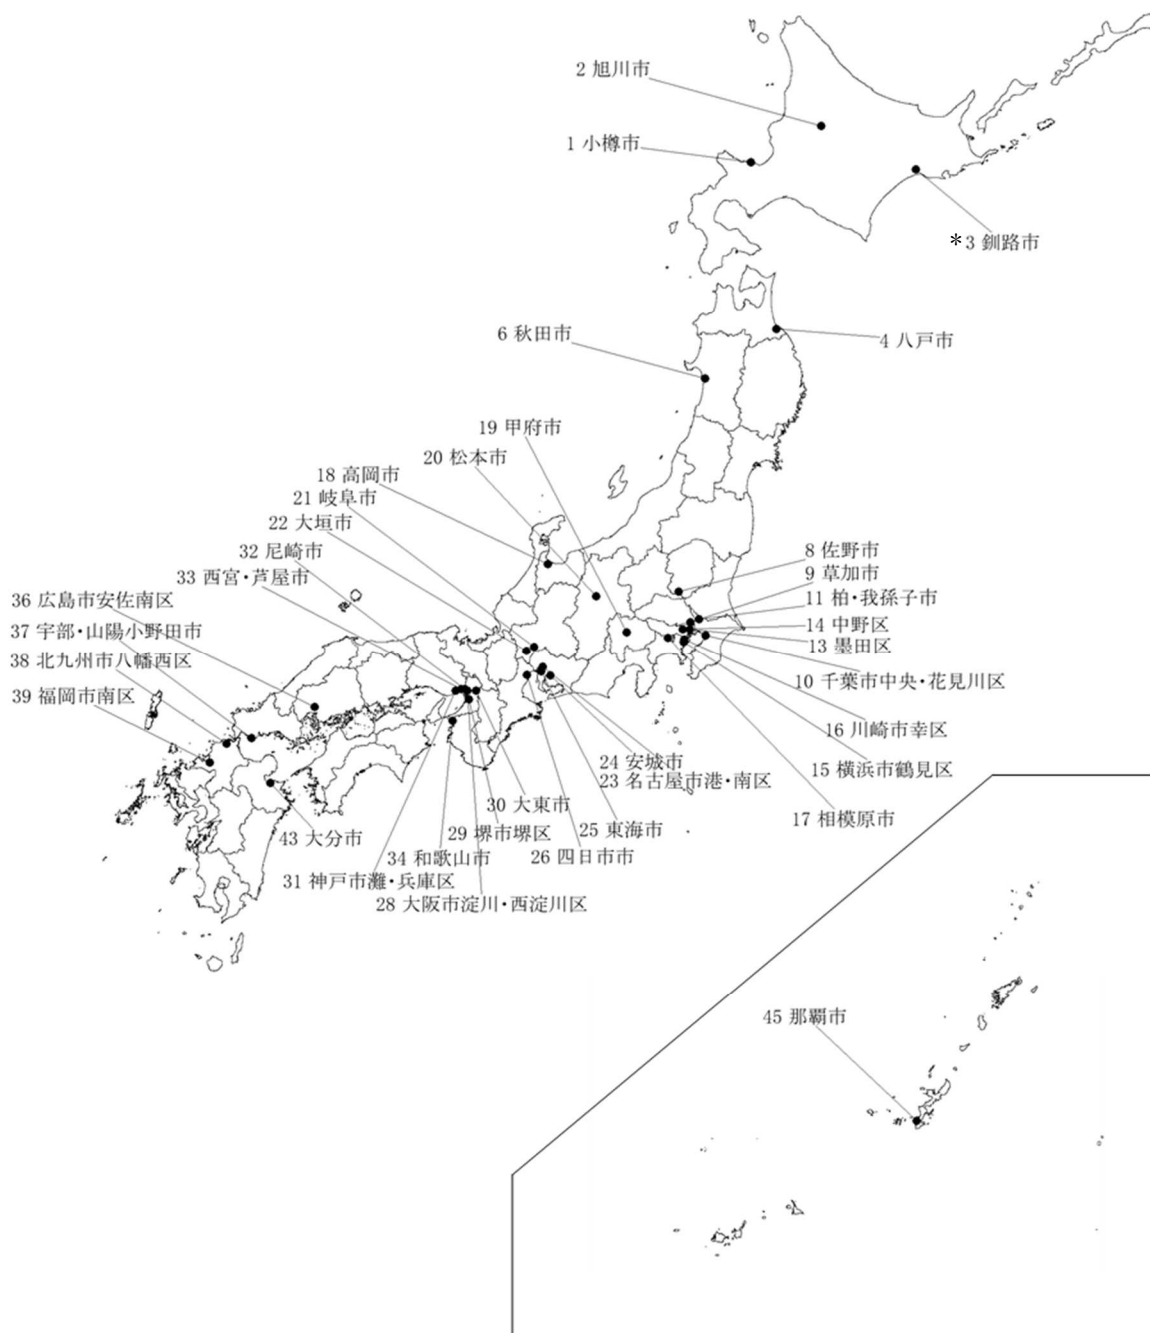 2 旭川市
1 小樽市
*3 釧路市
6 秋田市
4 八戸市
19 甲府市
20 松本市
18 高岡市
21 岐阜市
22 大垣市
32 尼崎市
33 西宮・芦屋市
36 広島市安佐南区
37 宇部・山陽小野田市
38 北九州市八幡西区
39 福岡市南区
8 佐野市
9 草加市
11 柏・我孫子市
14 中野区
13 墨田区
10 千葉市中央・花見川区
16 川崎市幸区
15 横浜市鶴見区
17 相模原市
24 安城市
23 名古屋市港・南区
30 大東市
25 東海市
29 堺市堺区
26 四日市市
43 大分市
34 和歌山市
31 神戸市灘・兵庫区
28 大阪市淀川・西淀川区
45 那覇市